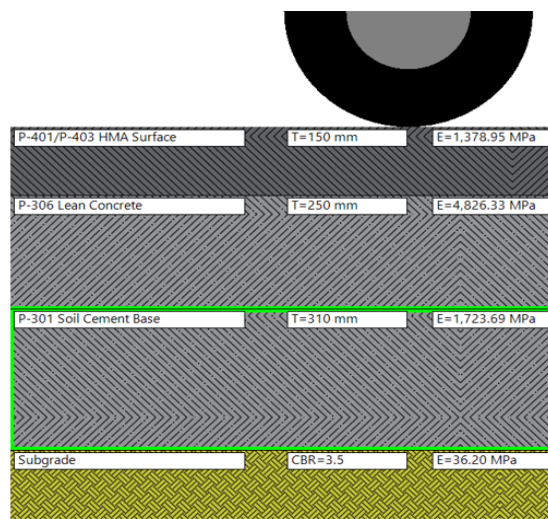 P-401/P-403 HMA Surface T=150 mm E=1,378.95 MPa
P-306 Lean Concrete T=250 mm E=4,826.33 MPa
P-301 Soil Cement Base T=310 mm E=1,723.69 MPa
Subgrade CBR=3.5 E=36.20 MPa